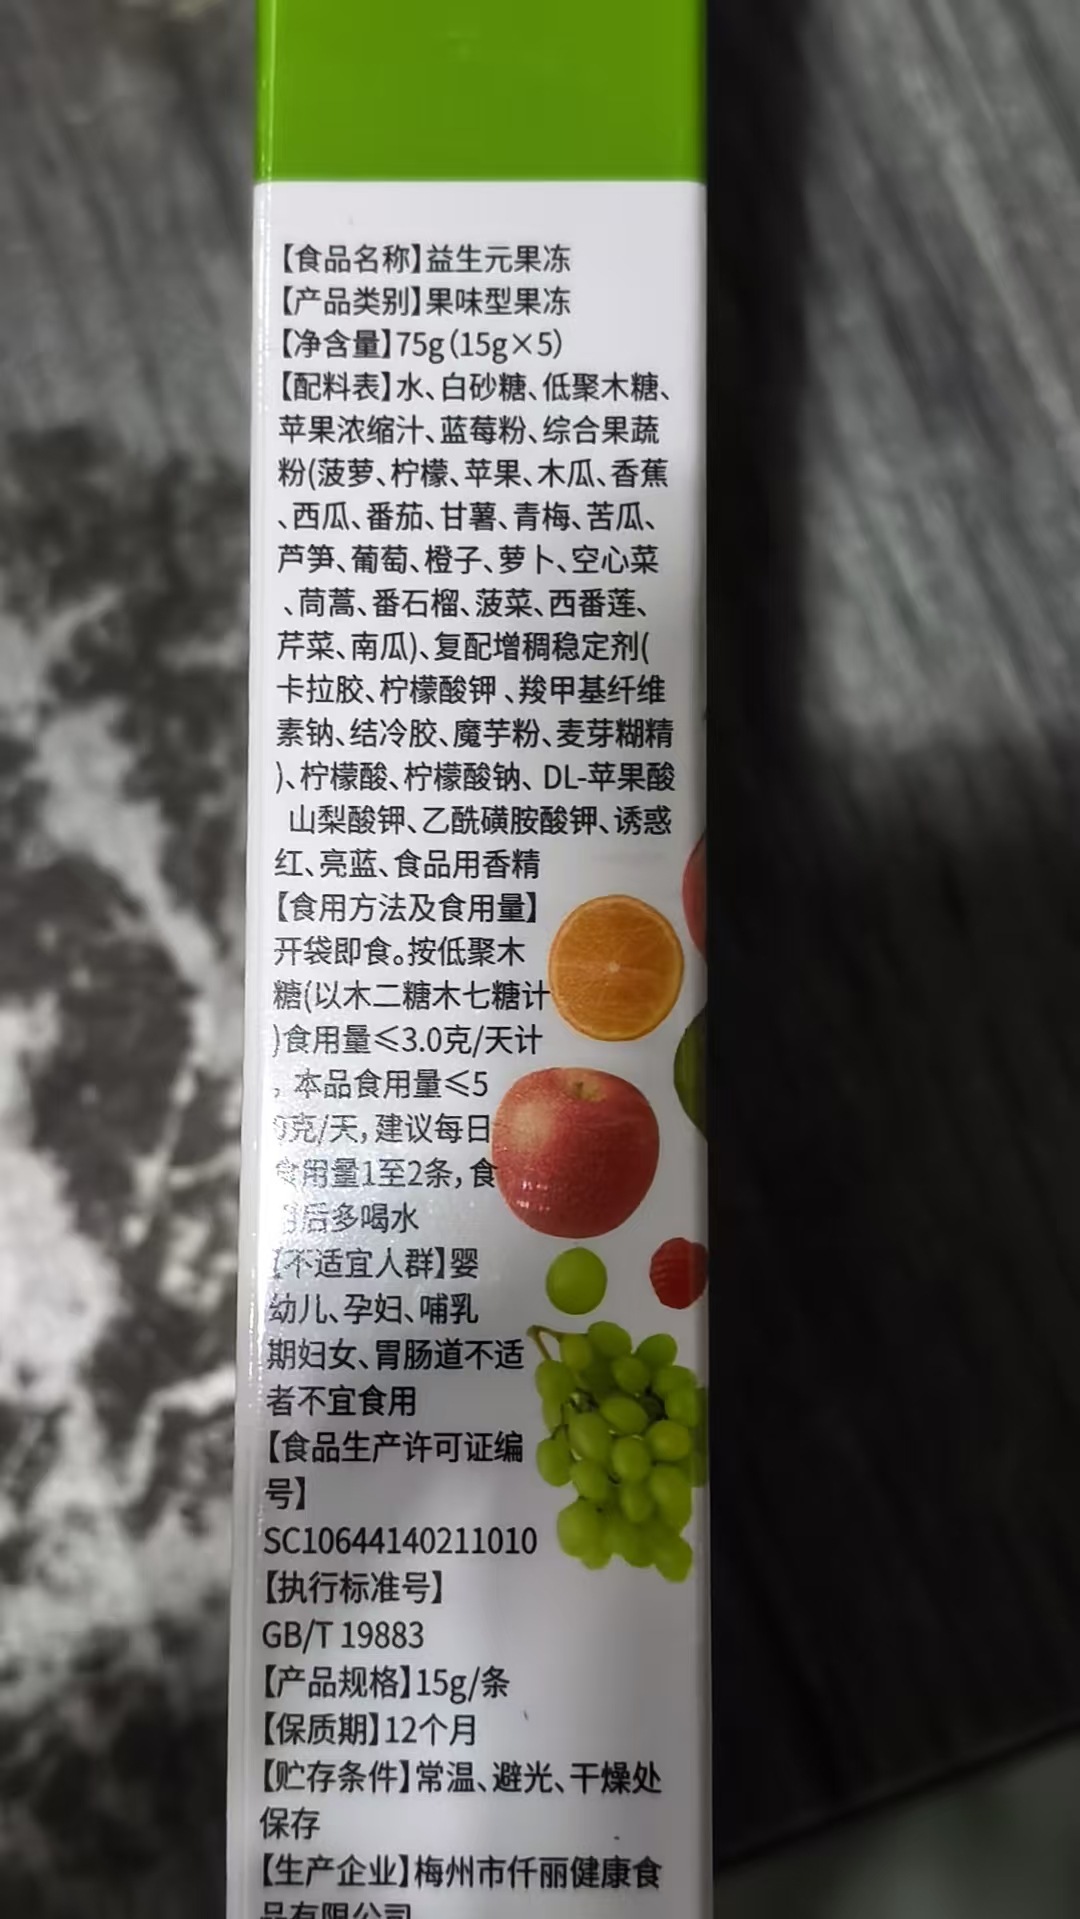 【食品名称】益生元果冻
【产品类别】果味型果冻
【净含量】75g(15g×5)
【配料表】水、白砂糖、低聚木糖、
苹果浓缩汁、蓝莓粉、综合果蔬
粉(菠萝、柠檬、苹果、木瓜、香蕉
、西瓜、番茄、甘薯、青梅、苦瓜、
芦笋、葡萄、橙子、萝卜、空心菜
、茼蒿、番石榴、菠菜、西番莲、
芹菜、南瓜)、复配增稠稳定剂(
卡拉胶、柠檬酸钾、羧甲基纤维
素钠、结冷胶、魔芋粉、麦芽糊精
)、柠檬酸、柠檬酸钠、DL-苹果酸
山梨酸钾、乙酰磺胺酸钾、诱惑
红、亮蓝、食品用香精
【食用方法及食用量】
开袋即食。按低聚木
糖(以木二糖木七糖计
)食用量≤3.0克/天计
，本品食用量≤5
0克/天，建议每日
食用量1至2条，食
用后多喝水
【不适宜人群】婴
幼儿、孕妇、哺乳
期妇女、胃肠道不适
者不宜食用
【食品生产许可证编
号】
SC10644140211010
【执行标准号】
GB/T 19883
【产品规格】15g/条
【保质期】12个月
【贮存条件】常温、避光、干燥处
保存
【生产企业】梅州市仟丽健康食
品有限公司